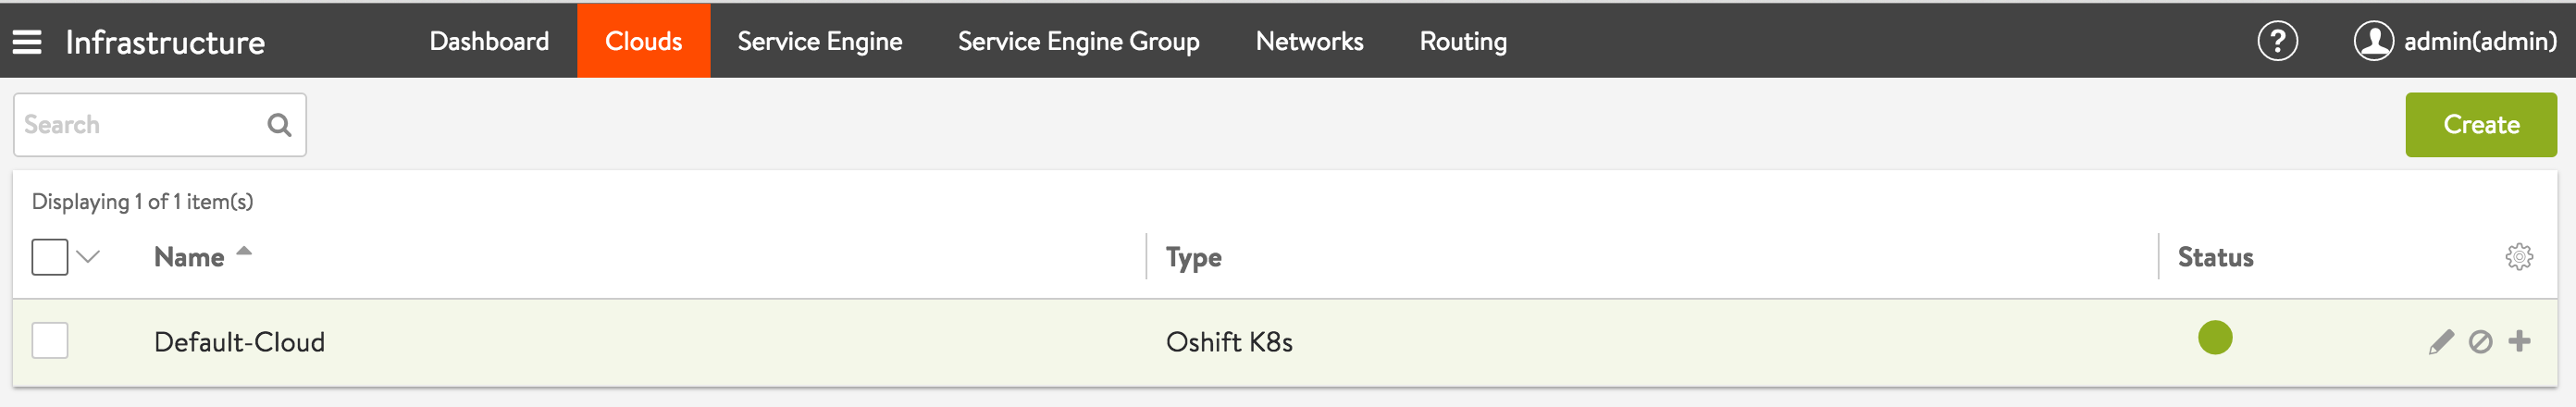 Infrastructure Dashboard Clouds Service Engine Service Engine Group Networks Routing ? admin(admin)
Search Create
Displaying 1 of 1 item(s)
Name Type Status
Default-Cloud Oshift K8s